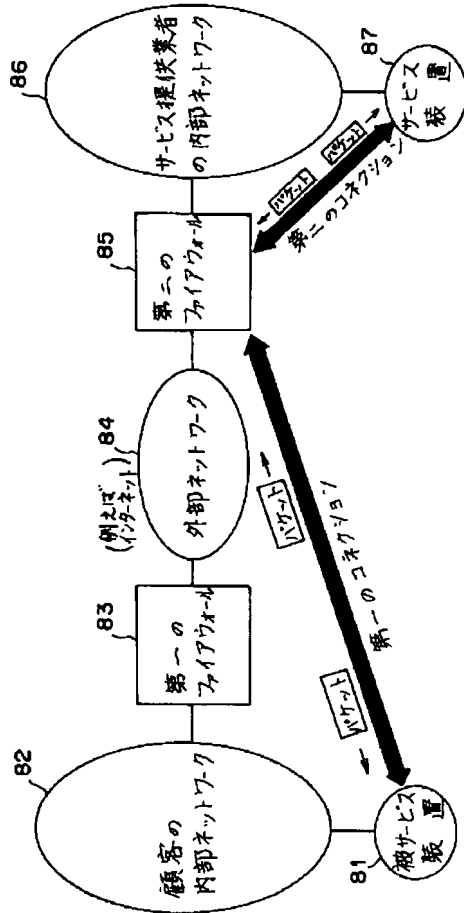 82
顧客の
内部ネットワーク
83
第一の
ファイアウォール
(例えば
インターネット)
84
外部ネットワーク
85
第二の
ファイアウォール
86
サービス提供業者
の内部ネットワーク
81
被サービス
装置
パケット
パケット
第一のコネクション
パケット
パケット
第二のコネクション
87
サービス
装置